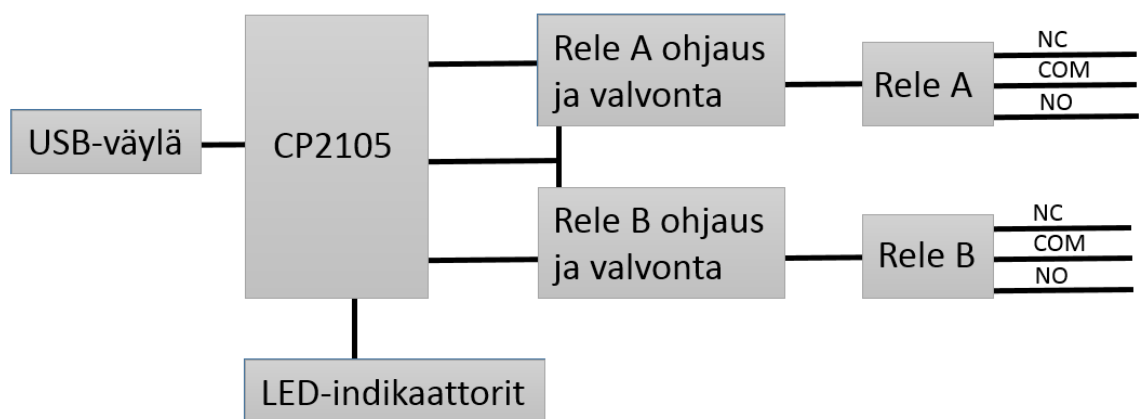 USB-väylä
CP2105
LED-indikaattorit
Rele A ohjaus
ja valvonta
Rele A
NC
COM
NO
Rele B ohjaus
ja valvonta
Rele B
NC
COM
NO